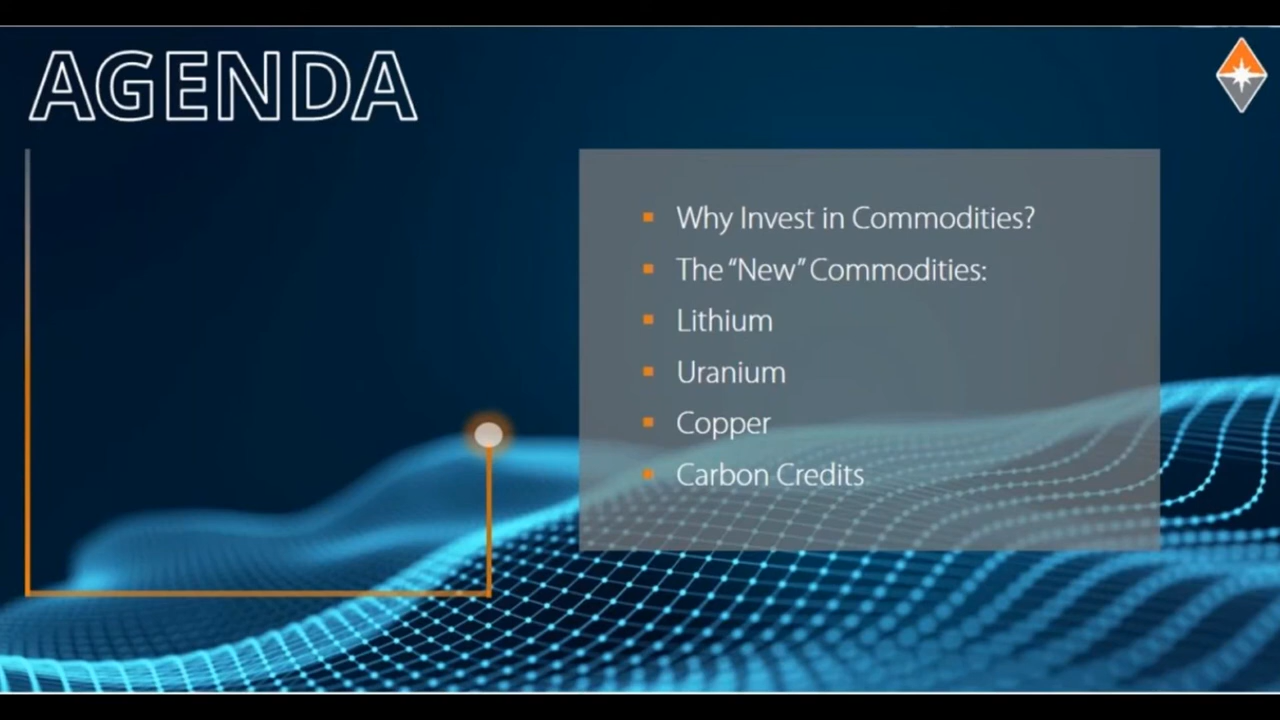 AGENDA
Why Invest in Commodities?
The “New” Commodities:
Lithium
Uranium
Copper
Carbon Credits